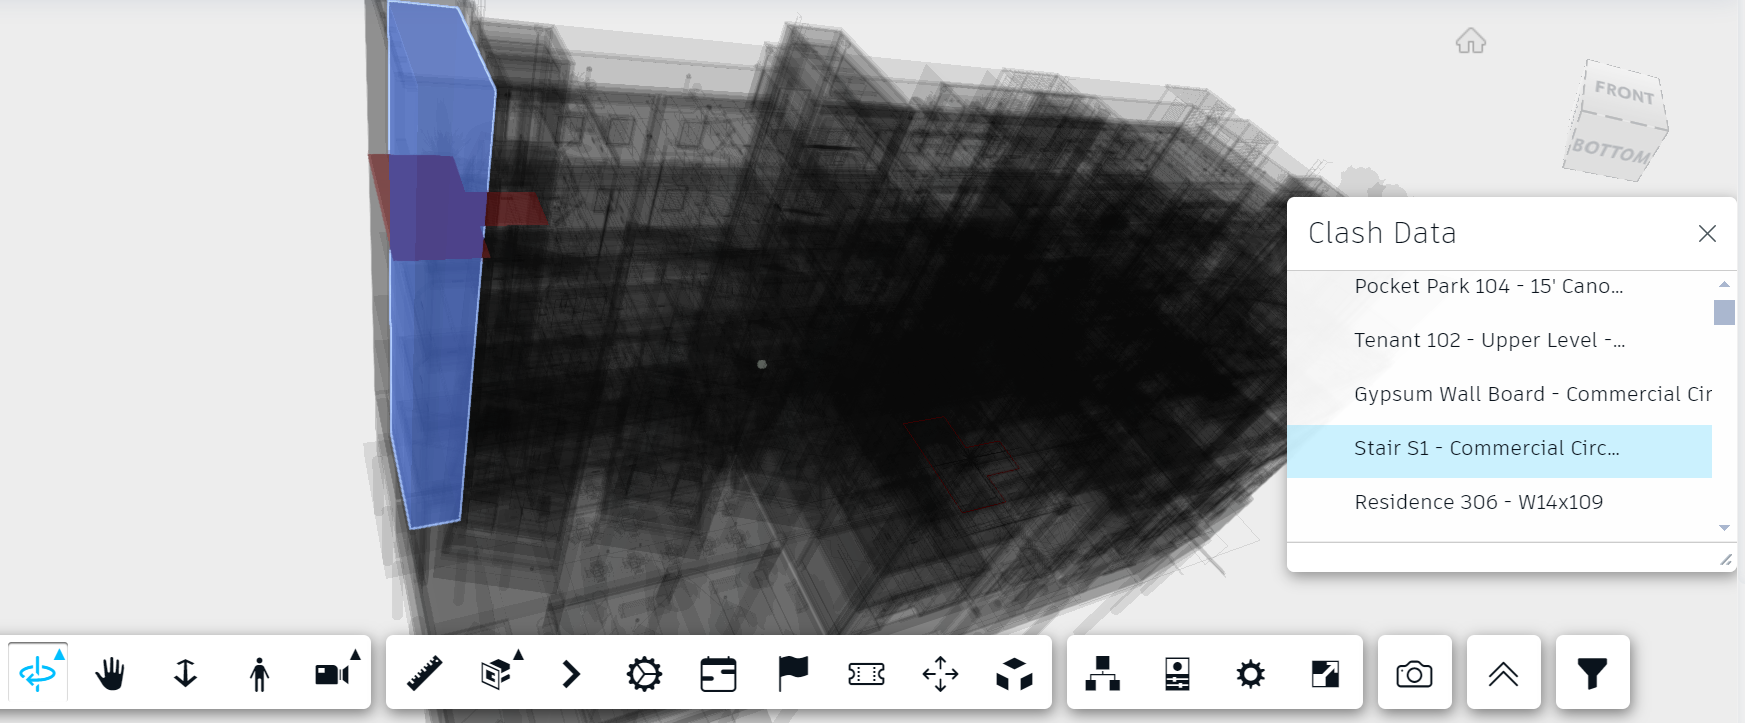 FRONT
BOTTOM
Clash Data
Pocket Park 104 - 15' Cano...
Tenant 102 - Upper Level -...
Gypsum Wall Board - Commercial Cir
Stair S1 - Commercial Circ...
Residence 306 - W14x109